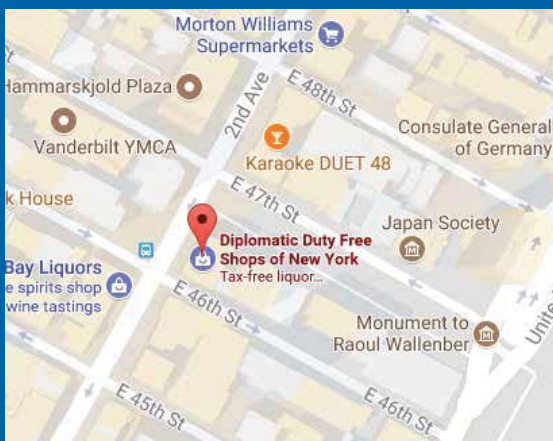 Morton Williams
Supermarkets
Hammarskjold Plaza
2nd Ave
E 48th St
Vanderbilt YMCA
Karaoke DUET 48
Consulate General
of Germany
k House
E 47th St
Japan Society
Diplomatic Duty Free
Shops of New York
Tax-free liquor...
Bay Liquors
e spirits shop
wine tastings
E 46th St
Monument to
Raoul Wallenber
United
E 45th St
E 46th St